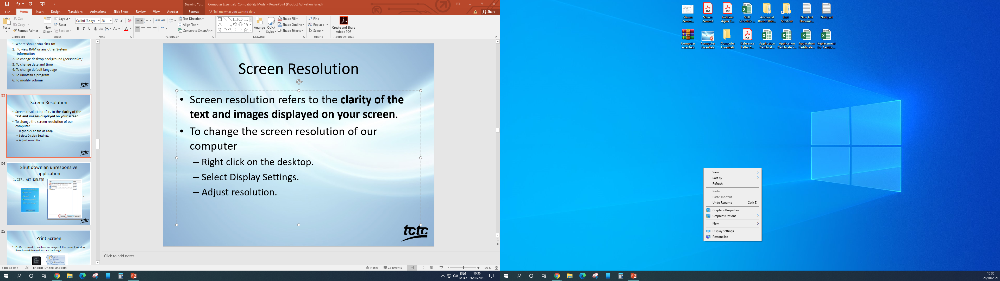 Drawing To...
Computer Essentials [Compatibility Mode] - PowerPoint (Product Activation Failed)
File
Home
Insert
Design
Transitions
Animations
Slide Show
Review
View
Acrobat
Format
Tell me what you want to do...
Share
Paste
Cut
Copy
Format Painter
Clipboard
New Slide
Layout
Reset
Section
Slides
Calibri (Body)
28
B I U S abc AV Aa A
Font
Text Direction
Align Text
Convert to SmartArt
Paragraph
Arrange
Quick Styles
Shape Fill
Shape Outline
Shape Effects
Drawing
Find
Replace
Select
Editing
Create and Share
Adobe PDF
Adobe Acrobat
• Where should you click to:
1. To view RAM or any other System
Information
2. To change desktop background (personalize)
3. To change date and time
4. To change default language
5. To uninstall a program
6. To modify volume
tctc
33
Screen Resolution
• Screen resolution refers to the clarity of the
text and images displayed on your screen.
• To change the screen resolution of our
computer
– Right click on the desktop.
– Select Display Settings.
– Adjust resolution.
tctc
34
Shut down an unresponsive
application
1. CTRL+ALT+DELETE
2
3
tctc
35
Print Screen
• PrntScr is used to capture an image of the current window.
Paste is used than to illustrate the image.
Screen Resolution
• Screen resolution refers to the clarity of the
text and images displayed on your screen.
• To change the screen resolution of our
computer
– Right click on the desktop.
– Select Display Settings.
– Adjust resolution.
tctc
Click to add notes
Slide 33 of 71
English (United Kingdom)
Notes
Comments
109 %
ENG
MT47
10:36
26/10/2021
Shawn
Zamm...
Shawn
Zammit
Nataline
Agius C...
Staff
Schedule ...
Advanced
Round Rob...
Kurt -
Shortcut
New Text
Docume...
Notepad
Computer
essentials
Computer
Essentials
Computer
Essentials
Reference
Letter A...
Application
Certificat...
Application
Certificate S...
Application
Certificate...
Replacement
for Certific...
View
Sort by
Refresh
Paste
Paste shortcut
Undo Rename Ctrl+Z
Graphics Properties...
Graphics Options
New
Display settings
Personalise
10:36
26/10/2021